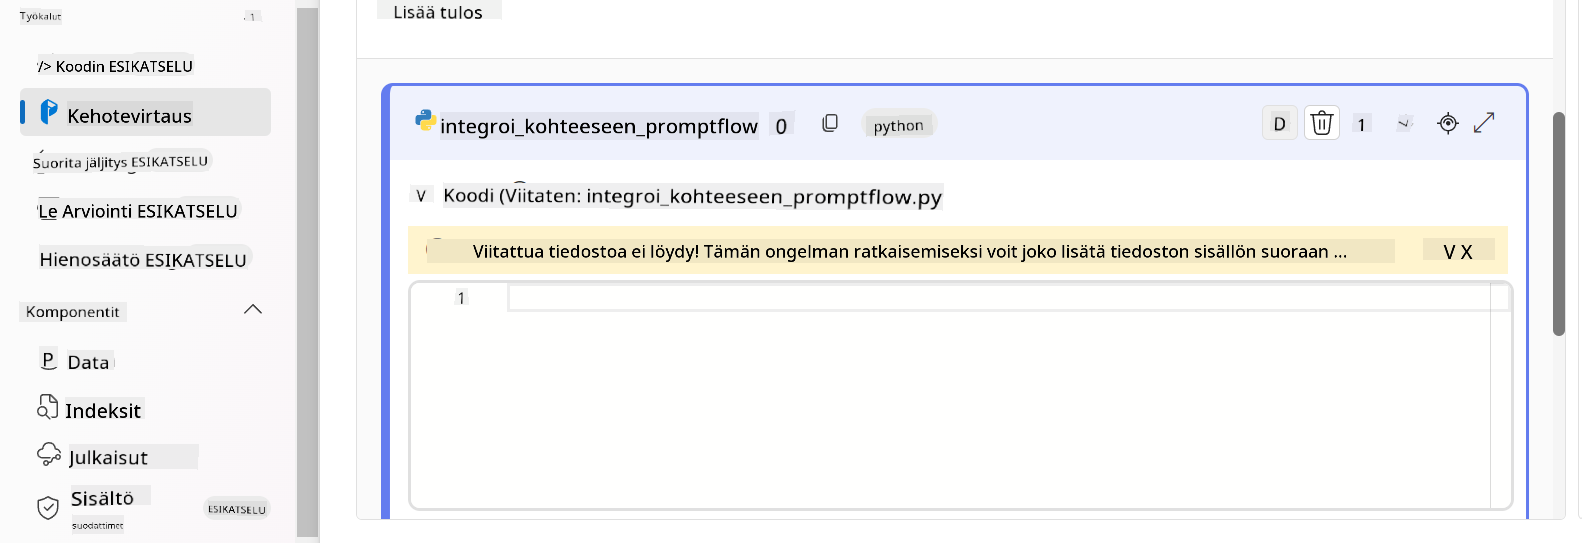 Työkalut
1
/> Koodin ESIKATSELU
Kehotevirtaus
Suorita jäljitys ESIKATSELU
Le Arviointi ESIKATSELU
Hienosäätö ESIKATSELU
Komponentit
P Data
Indeksit
Julkaisut
Sisältö
suodattimet
ESIKATSELU
Lisää tulos
integroi_kohteeseen_promptflow 0 python D 1
V Koodi (Viitaten: integroi_kohteeseen_promptflow.py
Viitattua tiedostoa ei löydy! Tämän ongelman ratkaisemiseksi voit joko lisätä tiedoston sisällön suoraan ... V X
1